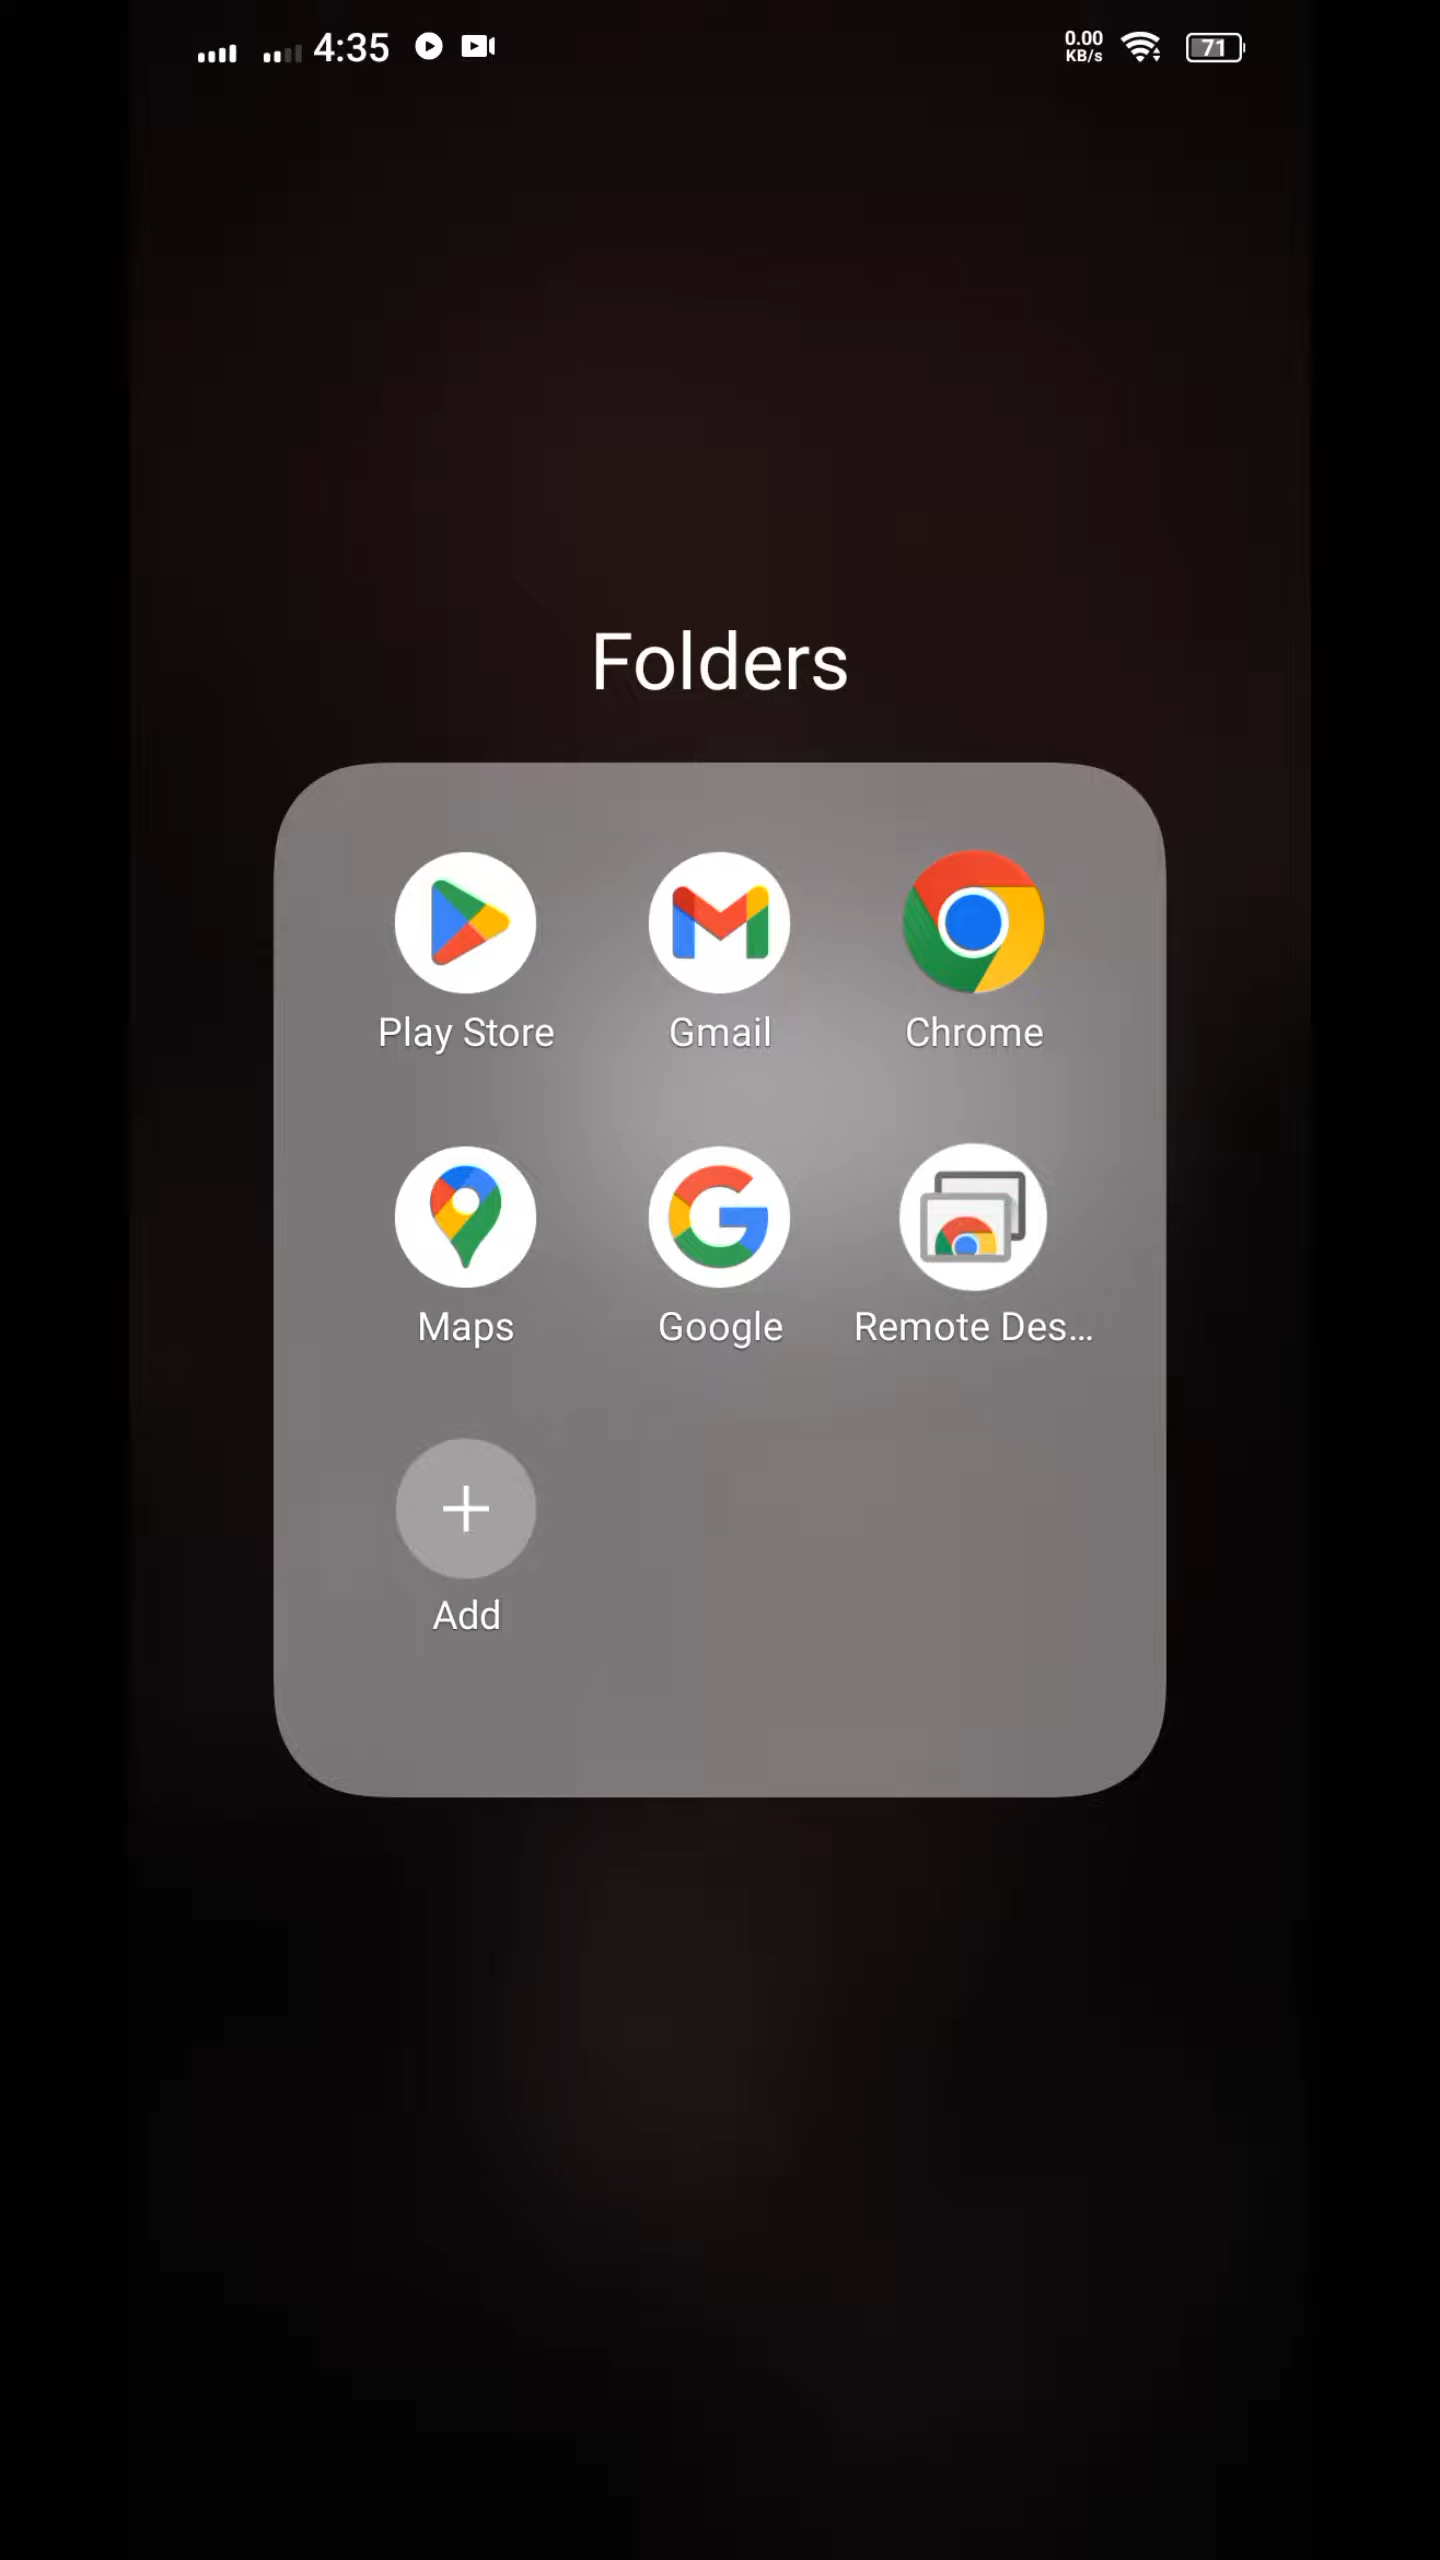 4:35
0.00
KB/s
71
Folders
Play Store
Gmail
Chrome
Maps
Google
Remote Des...
Add